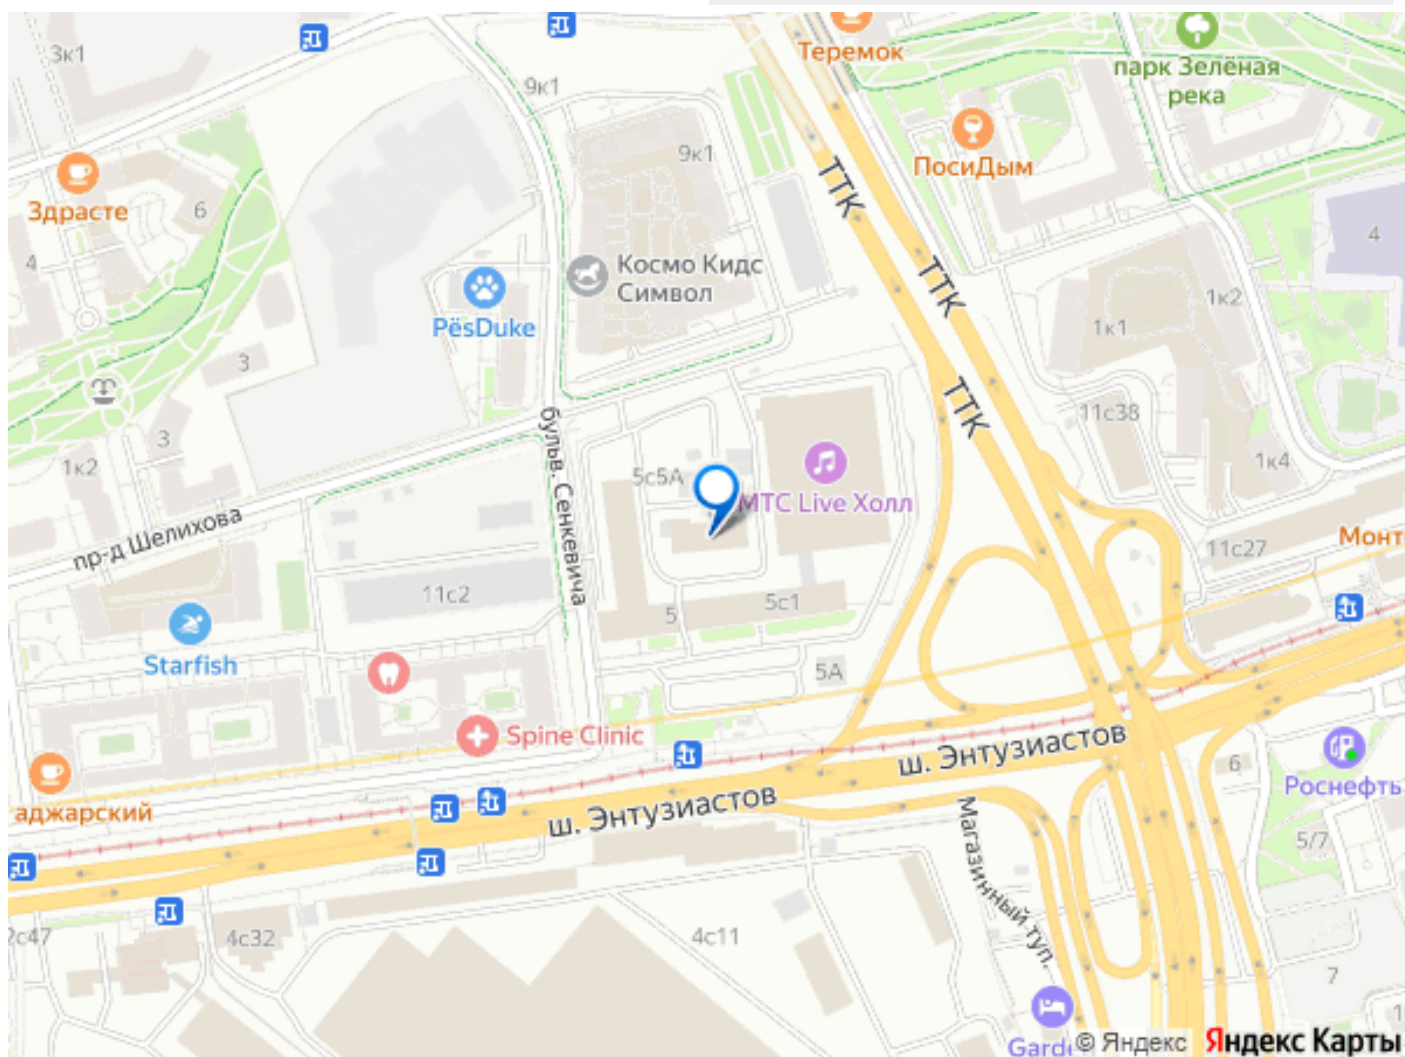 3к1
9к1
Теремок
парк Зелёная
река
ПосиДым
9к1
ТТК
Здрасте
6
4
4
Космо Кидс
Символ
ТТК
PёsDuke
1к2
1к1
3
ТТК
11с38
бульв. Сенкевича
3
1к2
1к4
5с5А
МТС Live Холл
пр-д Шелихова
11с27
11с2
5с1
5
Starfish
5А
Spine Clinic
ш. Энтузиастов
6
Роснефть
аджарский
ш. Энтузиастов
Магазинный туп.
5/7
4с32
4с11
7
© Яндекс
Яндекс Карты